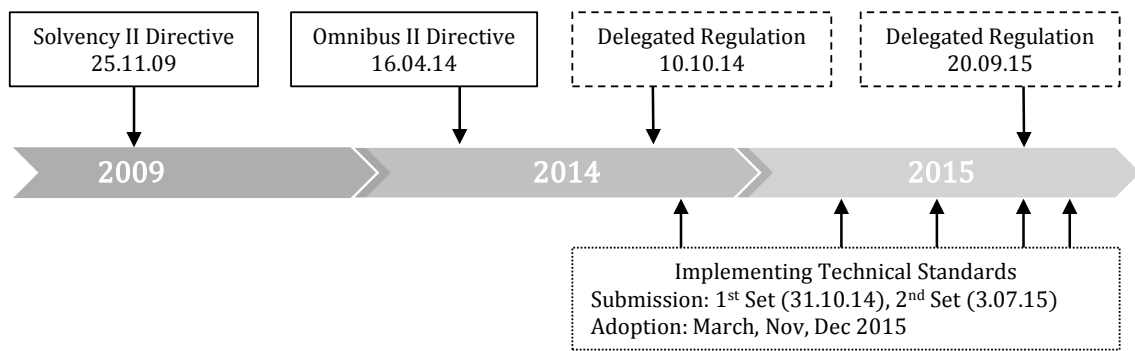 Solvency II Directive
25.11.09
Omnibus II Directive
16.04.14
Delegated Regulation
10.10.14
Delegated Regulation
20.09.15
2009
2014
2015
Implementing Technical Standards
Submission: 1st Set (31.10.14), 2nd Set (3.07.15)
Adoption: March, Nov, Dec 2015